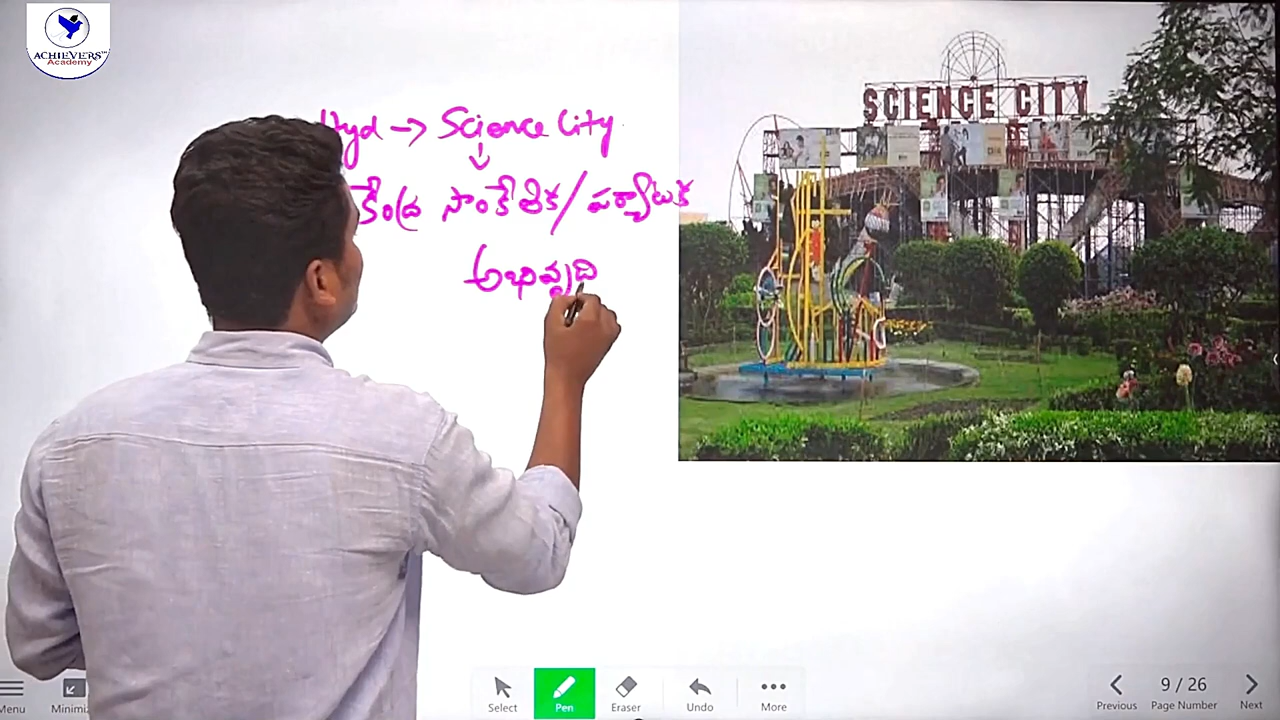 ACHIEVERS™
Academy
Hyd → Science City
కేంద్ర సాంకేతిక / పర్యాటక
అభివృది
SCIENCE CITY
Menu
Select
Pen
Eraser
Undo
More
Previous
9 / 26
Page Number
Next